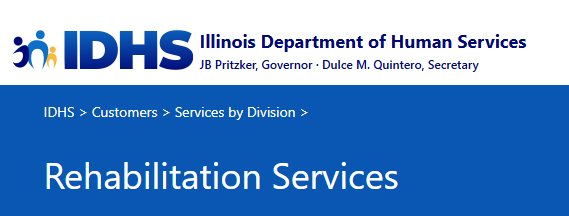 IDHS
Illinois Department of Human Services
JB Pritzker, Governor · Dulce M. Quintero, Secretary
IDHS > Customers > Services by Division >
Rehabilitation Services